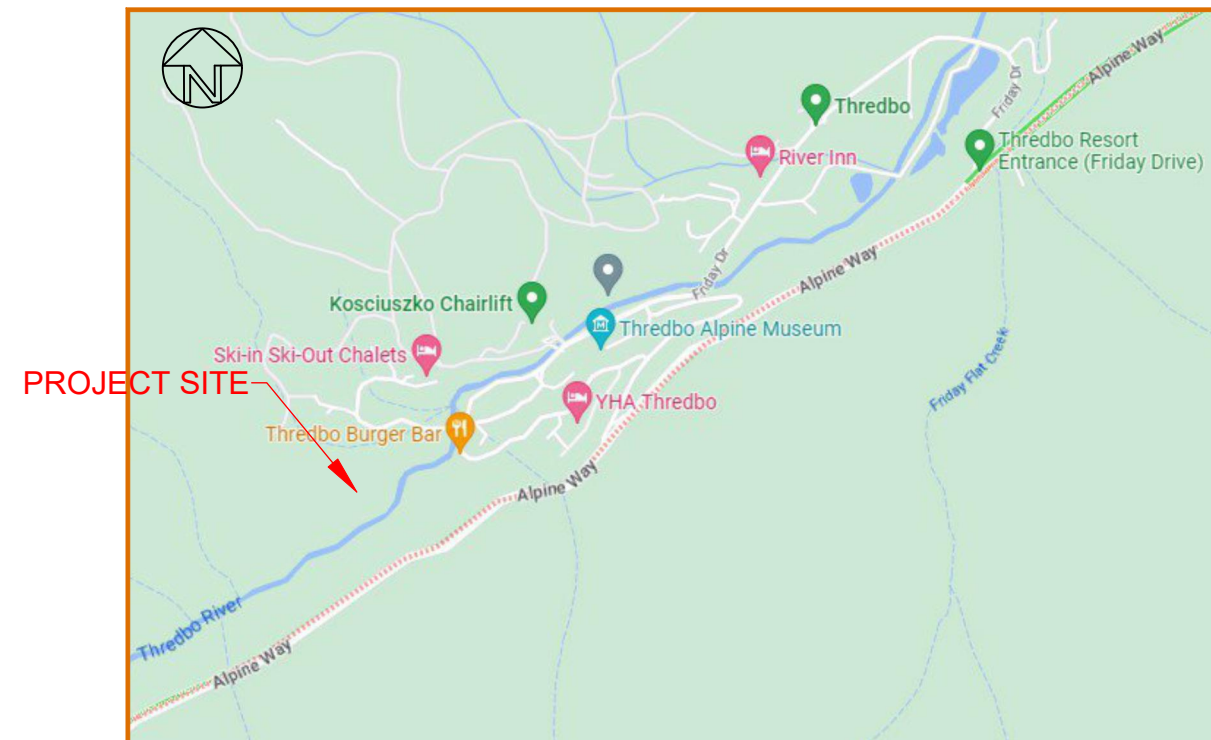 N
Alpine Way
Friday Dr
Thredbo
Thredbo Resort
Entrance (Friday Drive)
River Inn
Friday Dr
Alpine Way
Kosciuszko Chairlift
Thredbo Alpine Museum
Ski-in Ski-Out Chalets
PROJECT SITE
YHA Thredbo
Friday Flat Creek
Thredbo Burger Bar
Alpine Way
Thredbo River
Alpine Way